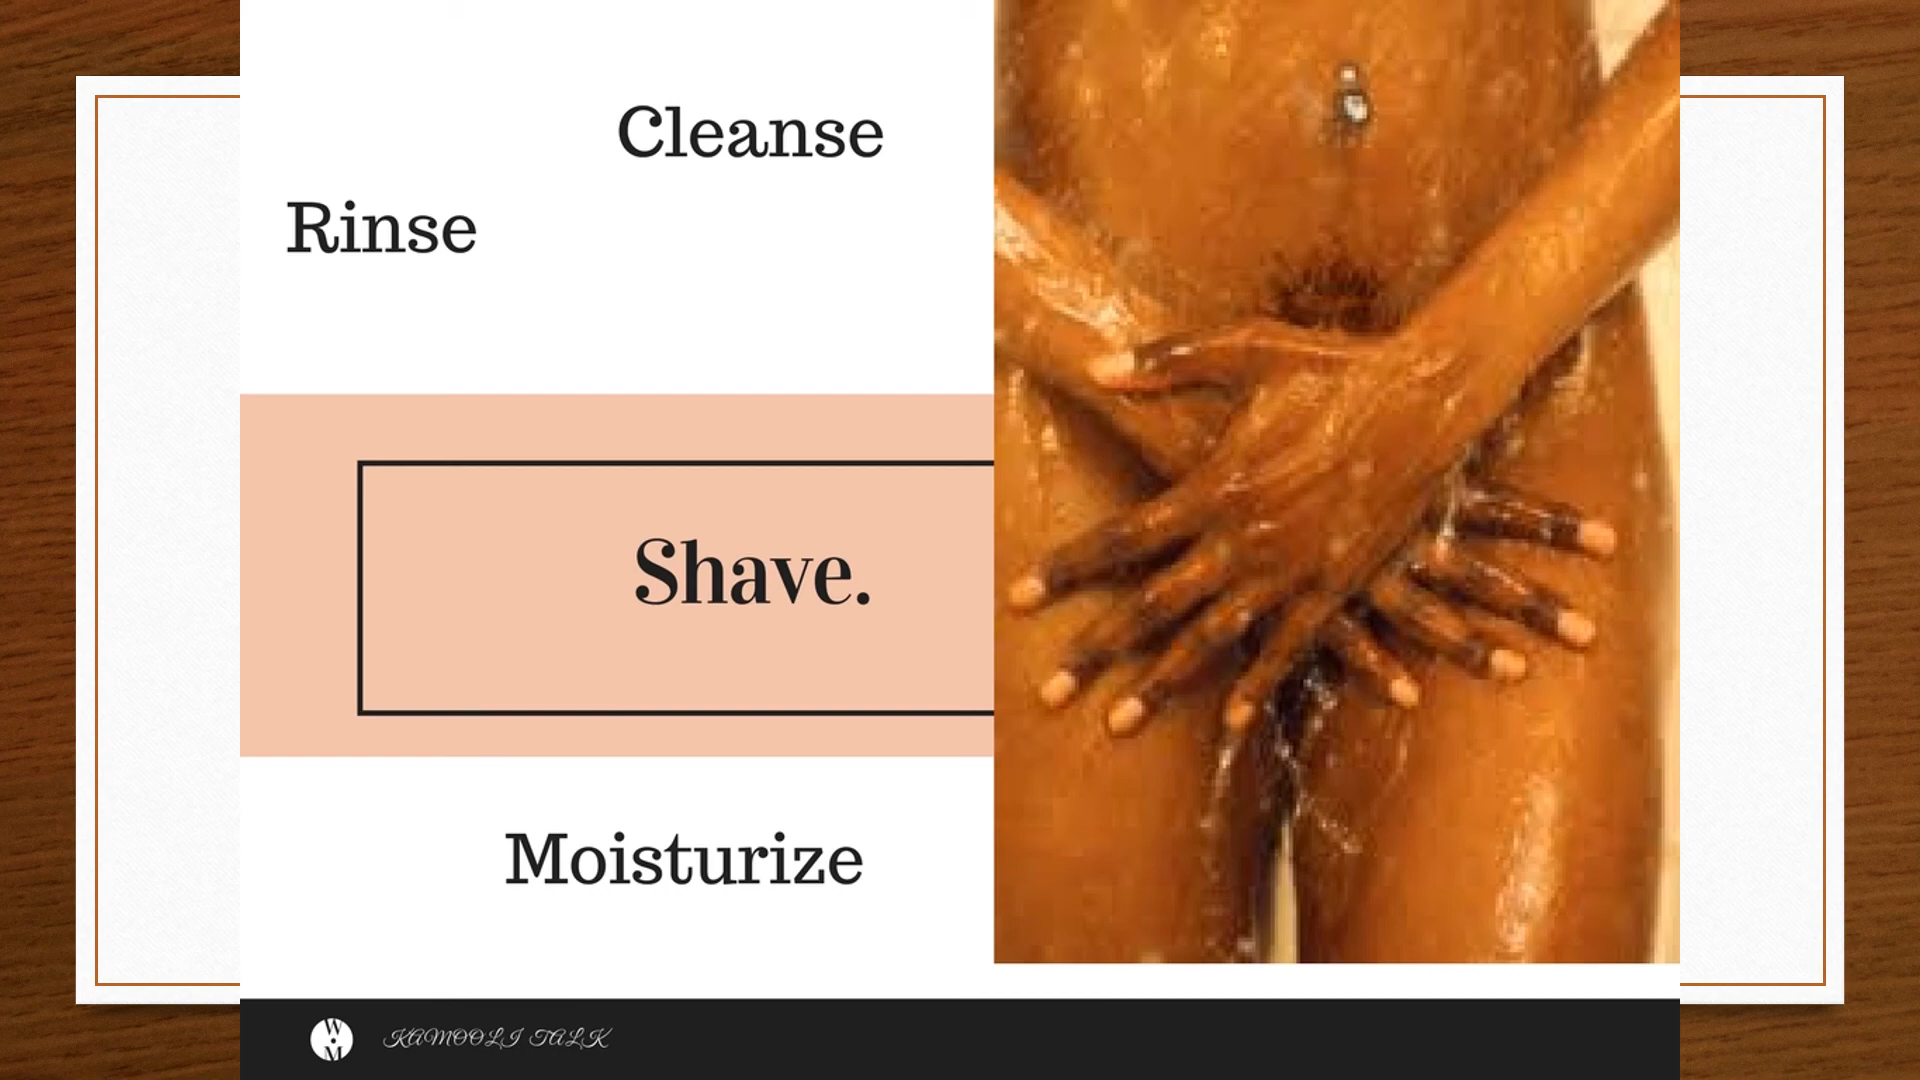 Cleanse
Rinse
Shave.
Moisturize
W
M
KAMOOLI TALK